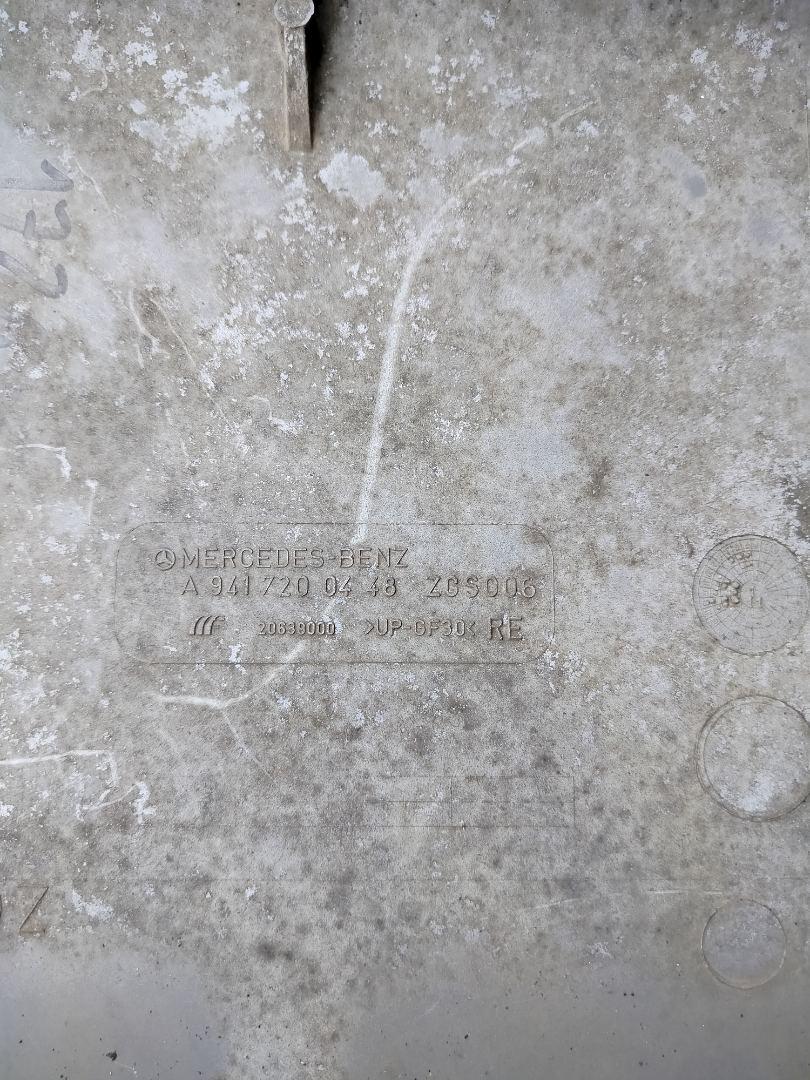 MERCEDES-BENZ
A 941 720 04 48 ZGS006
20639000 >UP-GF30< RE